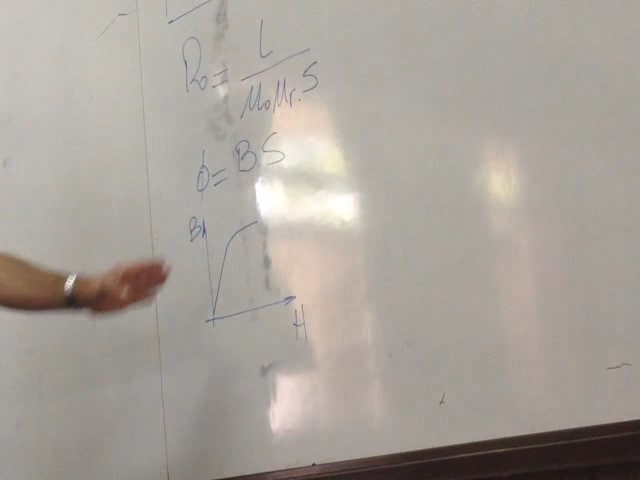 R₀ = l / μ₀μᵣ.S
ϕ = BS
B
H